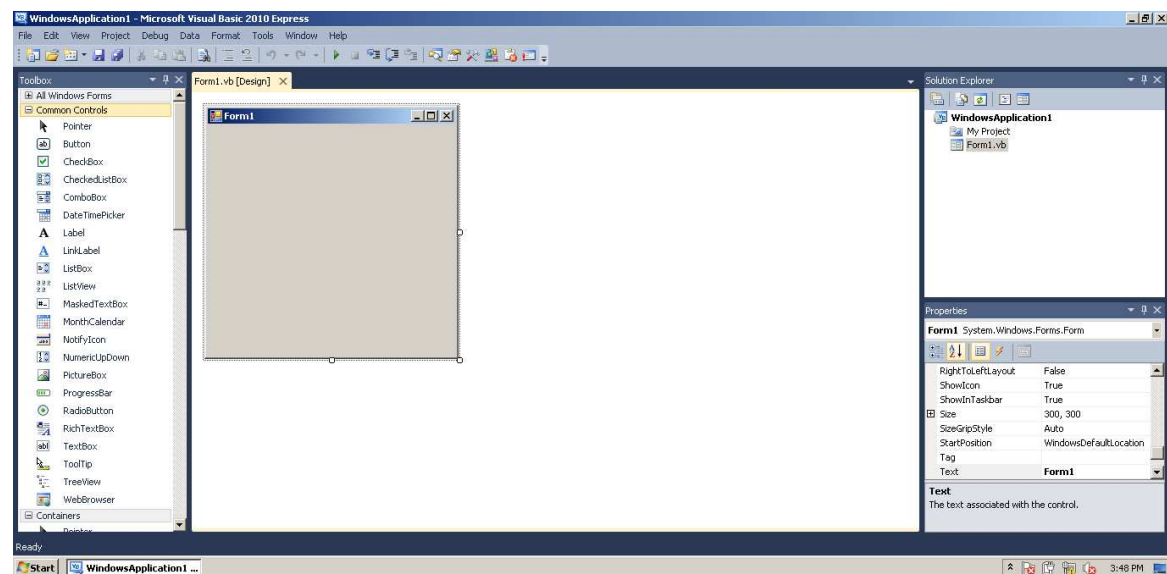 WindowsApplication1 - Microsoft Visual Basic 2010 Express
File Edit View Project Debug Data Format Tools Window Help
Toolbox
All Windows Forms
Common Controls
Pointer
Button
CheckBox
CheckedListBox
ComboBox
DateTimePicker
Label
LinkLabel
ListBox
ListView
MaskedTextBox
MonthCalendar
NotifyIcon
NumericUpDown
PictureBox
ProgressBar
RadioButton
RichTextBox
TextBox
ToolTip
TreeView
WebBrowser
Containers
Pointer
Form1.vb [Design]
Form1
Solution Explorer
WindowsApplication1
My Project
Form1.vb
Properties
Form1 System.Windows.Forms.Form
RightToLeftLayout False
ShowIcon True
ShowInTaskbar True
Size 300, 300
SizeGripStyle Auto
StartPosition WindowsDefaultLocation
Tag
Text Form1
Text
The text associated with the control.
Ready
Start WindowsApplication1 ... 3:48 PM